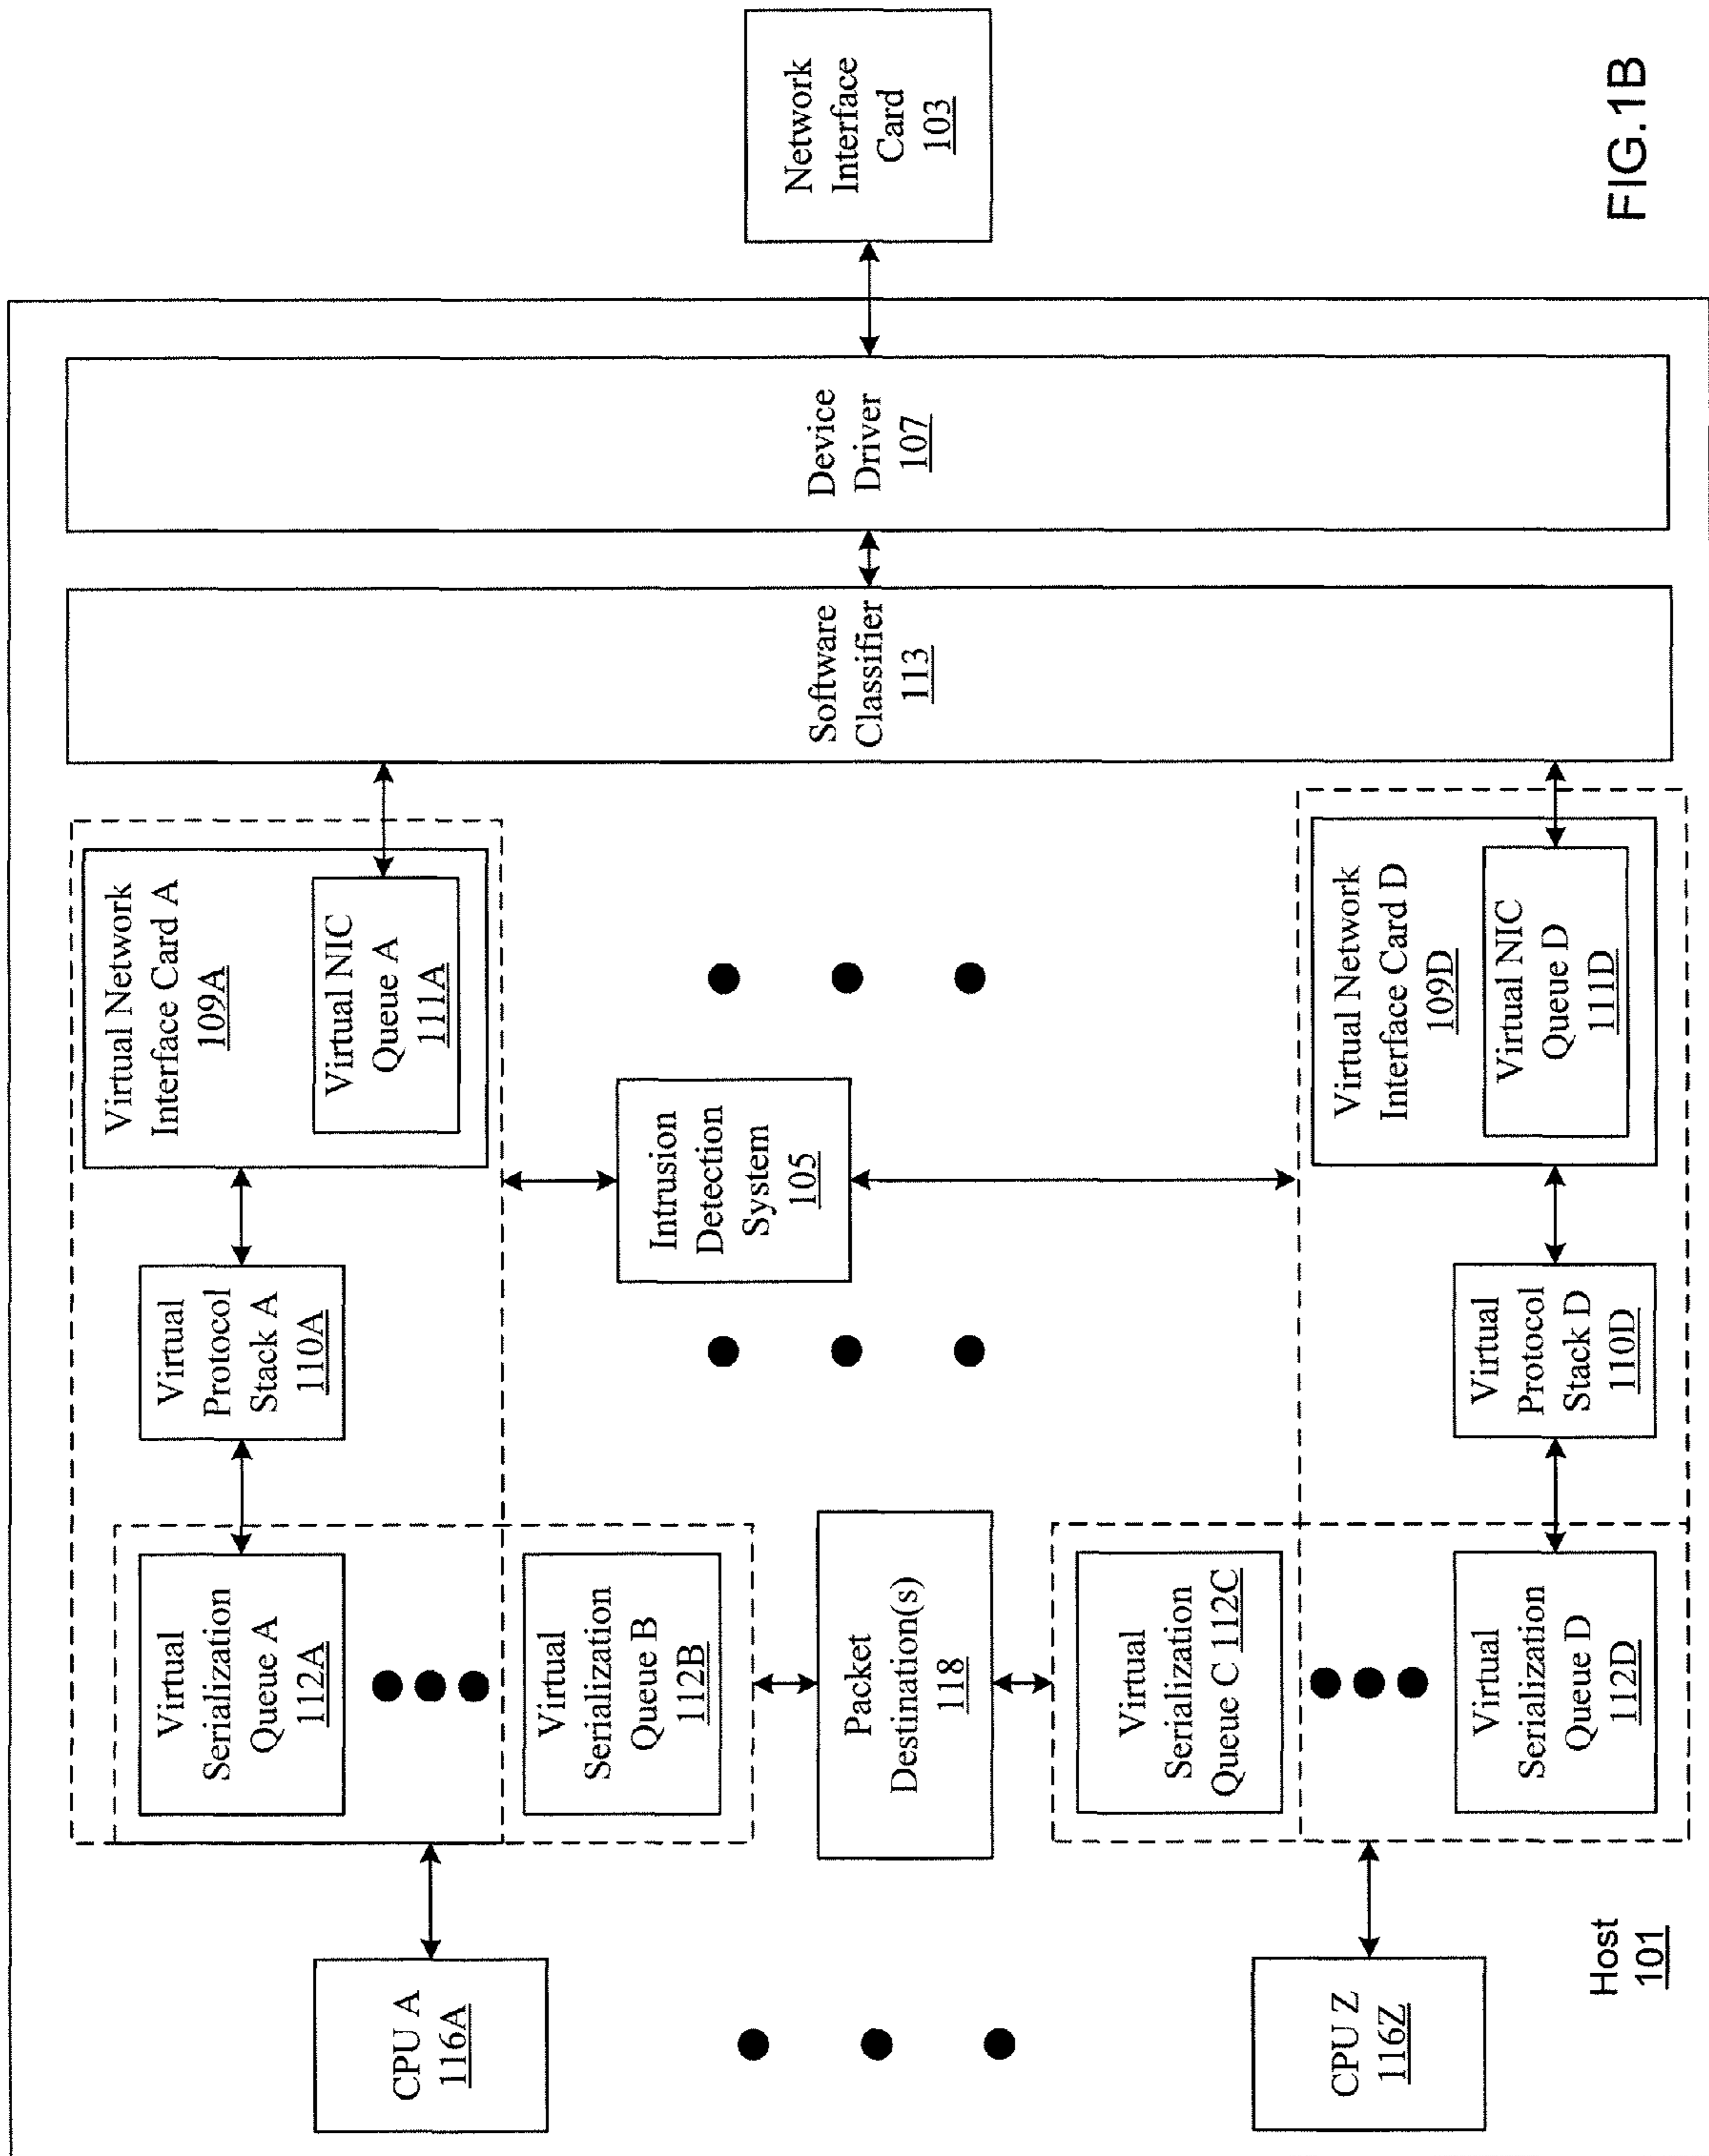 CPU A
116A
CPU Z
116Z
Host
101
Virtual
Serialization
Queue A
112A
Virtual
Serialization
Queue B
112B
Packet
Destination(s)
118
Virtual
Serialization
Queue C 112C
Virtual
Serialization
Queue D
112D
Virtual
Protocol
Stack A
110A
Virtual
Protocol
Stack D
110D
Intrusion
Detection
System
105
Virtual Network
Interface Card A
109A
Virtual NIC
Queue A
111A
Virtual Network
Interface Card D
109D
Virtual NIC
Queue D
111D
Software
Classifier
113
Device
Driver
107
Network
Interface
Card
103
FIG.1B